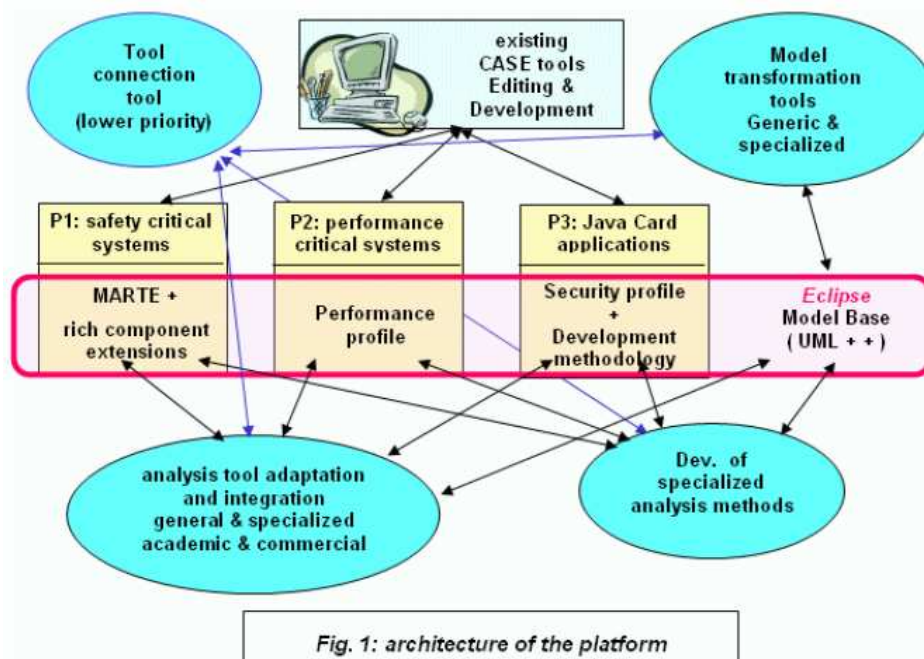 Tool
connection
tool
(lower priority)
existing
CASE tools
Editing &
Development
Model
transformation
tools
Generic &
specialized
P1: safety critical
systems
P2: performance
critical systems
P3: Java Card
applications
MARTE +
rich component
extensions
Performance
profile
Security profile
+
Development
methodology
Eclipse
Model Base
( UML + + )
analysis tool adaptation
and integration
general & specialized
academic & commercial
Dev. of
specialized
analysis methods
Fig. 1: architecture of the platform